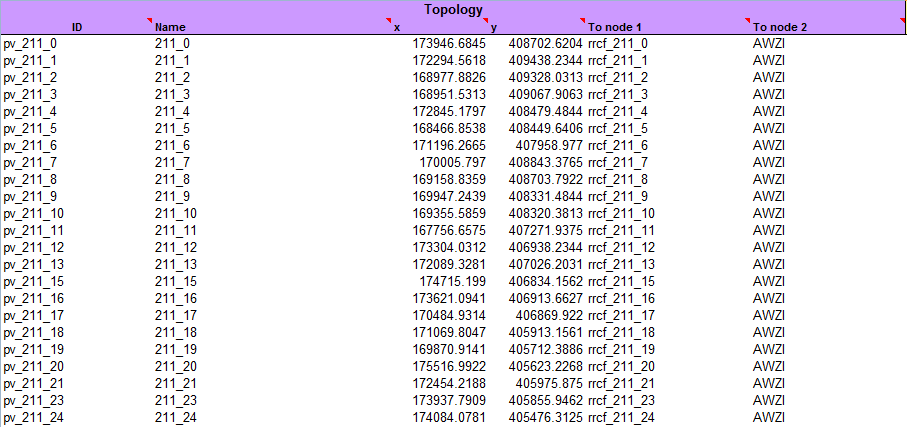 Topology
ID Name x y To node 1 To node 2
pv_211_0 211_0 173946.6845 408702.6204 rrcf_211_0 AWZI
pv_211_1 211_1 172294.5618 409438.2344 rrcf_211_1 AWZI
pv_211_2 211_2 168977.8826 409328.0313 rrcf_211_2 AWZI
pv_211_3 211_3 168951.5313 409067.9063 rrcf_211_3 AWZI
pv_211_4 211_4 172845.1797 408479.4844 rrcf_211_4 AWZI
pv_211_5 211_5 168466.8538 408449.6406 rrcf_211_5 AWZI
pv_211_6 211_6 171196.2665 407958.977 rrcf_211_6 AWZI
pv_211_7 211_7 170005.797 408843.3765 rrcf_211_7 AWZI
pv_211_8 211_8 169158.8359 408703.7922 rrcf_211_8 AWZI
pv_211_9 211_9 169947.2439 408331.4844 rrcf_211_9 AWZI
pv_211_10 211_10 169355.5859 408320.3813 rrcf_211_10 AWZI
pv_211_11 211_11 167756.6575 407271.9375 rrcf_211_11 AWZI
pv_211_12 211_12 173304.0312 406938.2344 rrcf_211_12 AWZI
pv_211_13 211_13 172089.3281 407026.2031 rrcf_211_13 AWZI
pv_211_15 211_15 174715.199 406834.1562 rrcf_211_15 AWZI
pv_211_16 211_16 173621.0941 406913.6627 rrcf_211_16 AWZI
pv_211_17 211_17 170484.9314 406869.922 rrcf_211_17 AWZI
pv_211_18 211_18 171069.8047 405913.1561 rrcf_211_18 AWZI
pv_211_19 211_19 169870.9141 405712.3886 rrcf_211_19 AWZI
pv_211_20 211_20 175516.9922 405623.2268 rrcf_211_20 AWZI
pv_211_21 211_21 172454.2188 405975.875 rrcf_211_21 AWZI
pv_211_23 211_23 173937.7909 405855.9462 rrcf_211_23 AWZI
pv_211_24 211_24 174084.0781 405476.3125 rrcf_211_24 AWZI